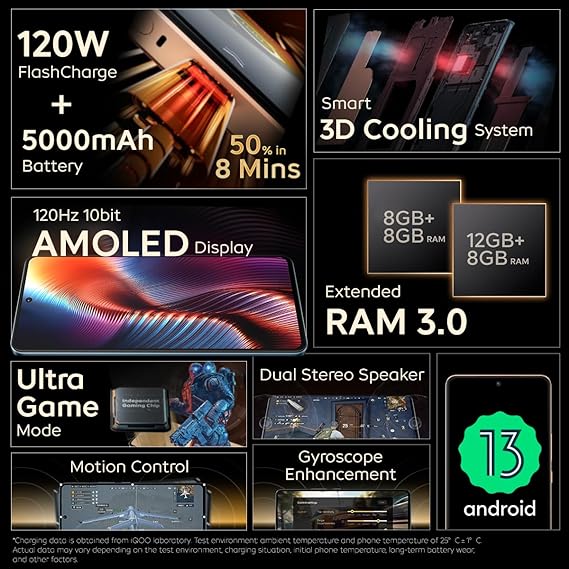 120W
FlashCharge
+
5000mAh
Battery
50% in
8 Mins
Smart
3D Cooling System
120Hz 10bit
AMOLED Display
8GB+
8GB RAM
12GB+
8GB RAM
Extended
RAM 3.0
Ultra
Game
Mode
Independent
Gaming Chip
Dual Stereo Speaker
Motion Control
Gyroscope
Enhancement
13
android
*Charging data is obtained from iQOO laboratory. Test environment: ambient temperature and phone temperature of 25° C ± 1° C.
Actual data may vary depending on the test environment, charging situation, initial phone temperature, long-term battery wear,
and other factors.